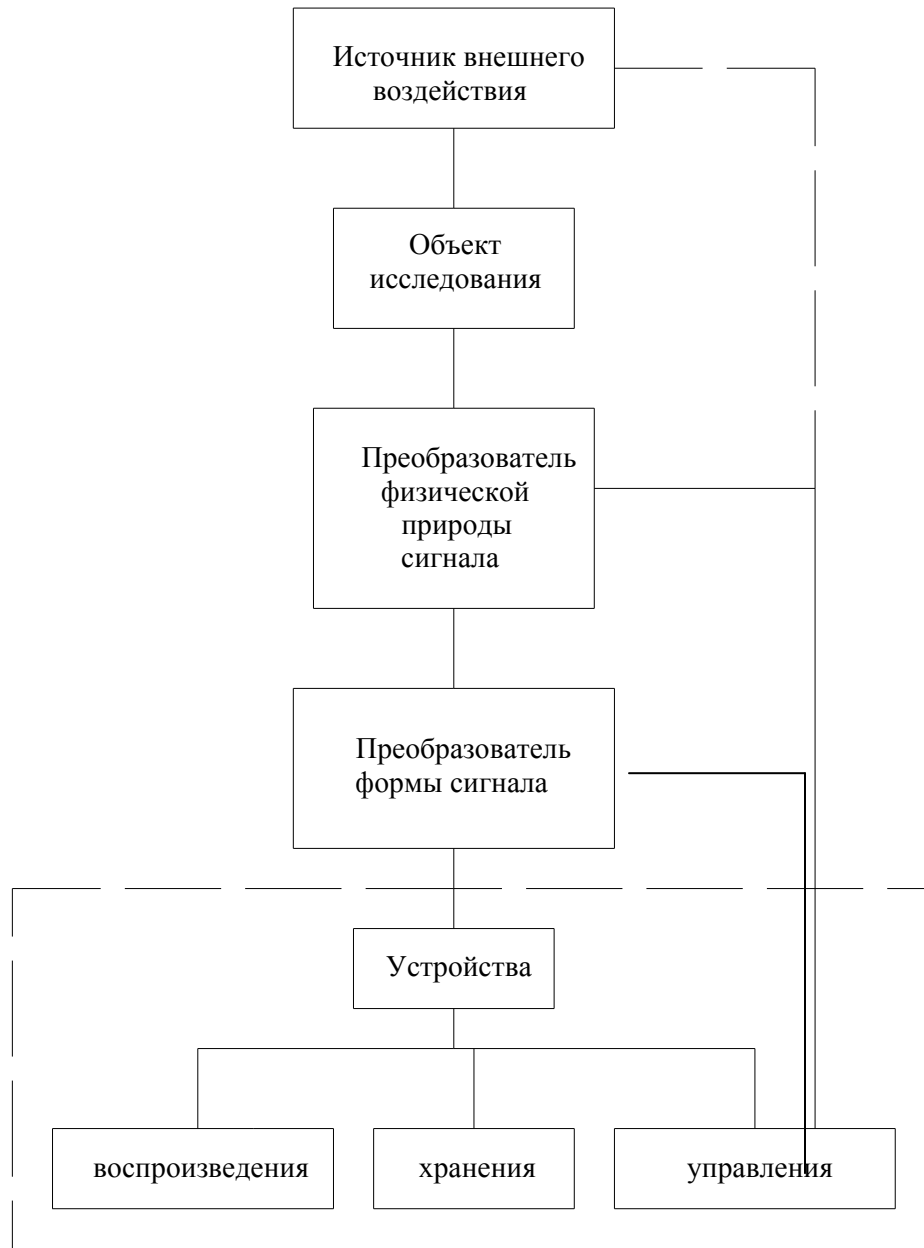 Источник внешнего
воздействия
Объект
исследования
Преобразователь
физической
природы
сигнала
Преобразователь
формы сигнала
Устройства
воспроизведения
хранения
управления